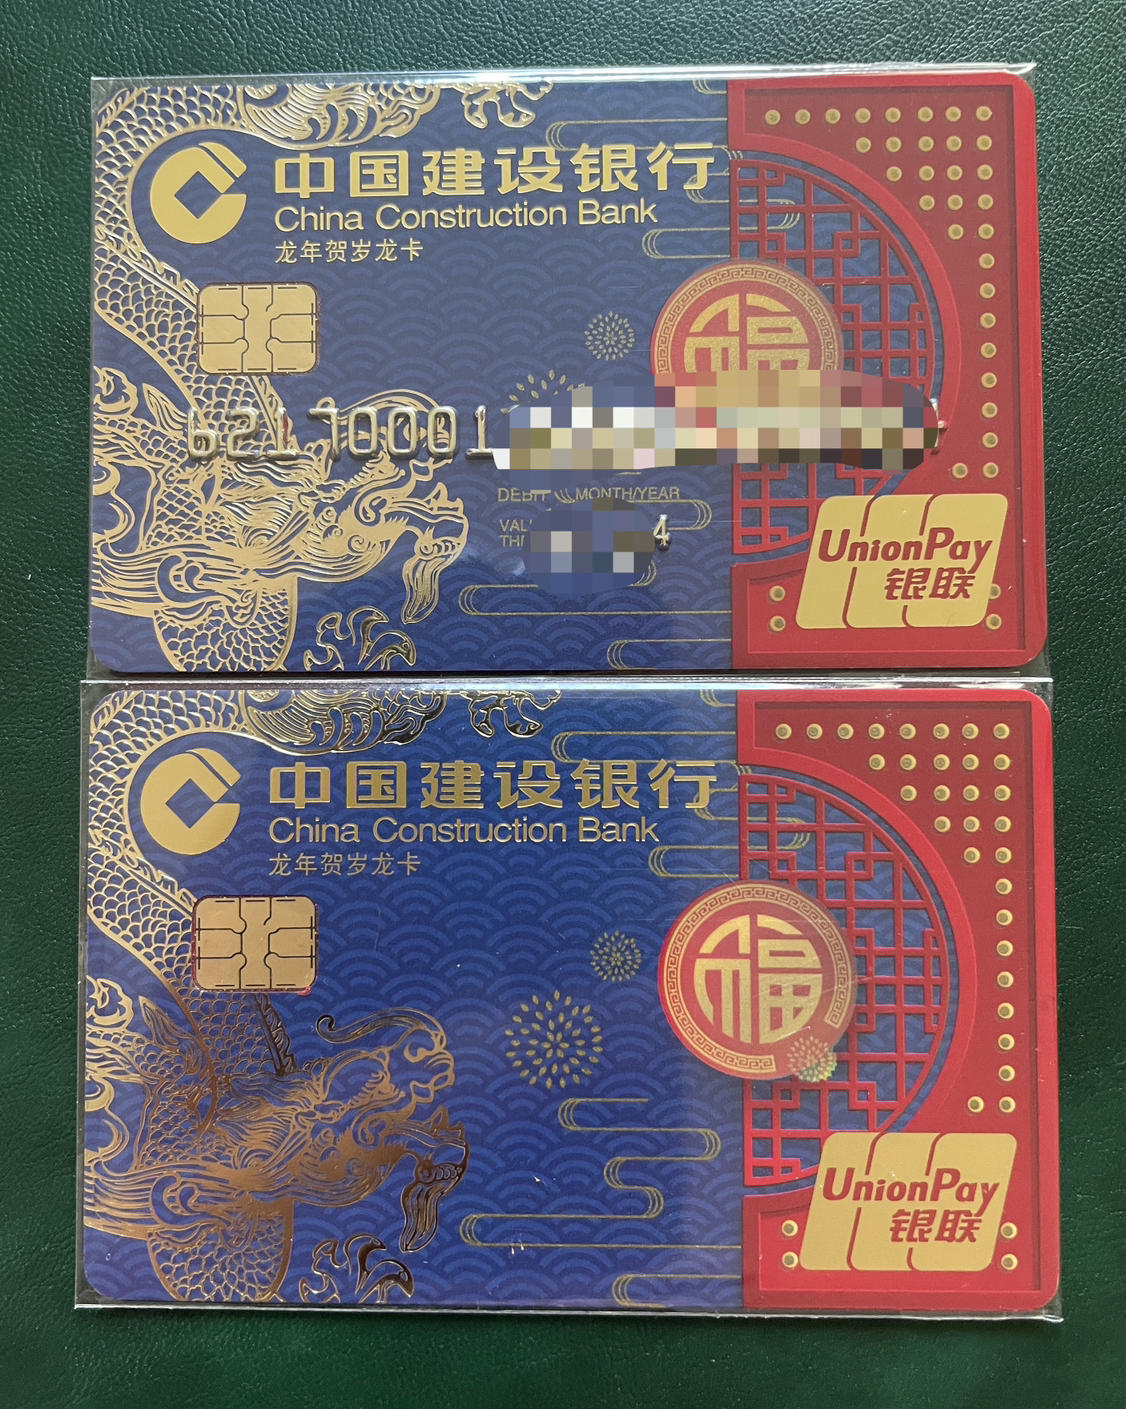 中国建设银行
China Construction Bank
龙年贺岁龙卡
福
62170001
DEBIT MONTH/YEAR
4
UnionPay
银联
中国建设银行
China Construction Bank
龙年贺岁龙卡
福
UnionPay
银联